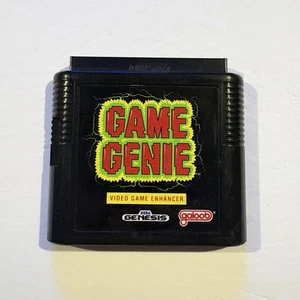 GAME
GENIE
VIDEO GAME ENHANCER
SEGA
GENESIS
galoob